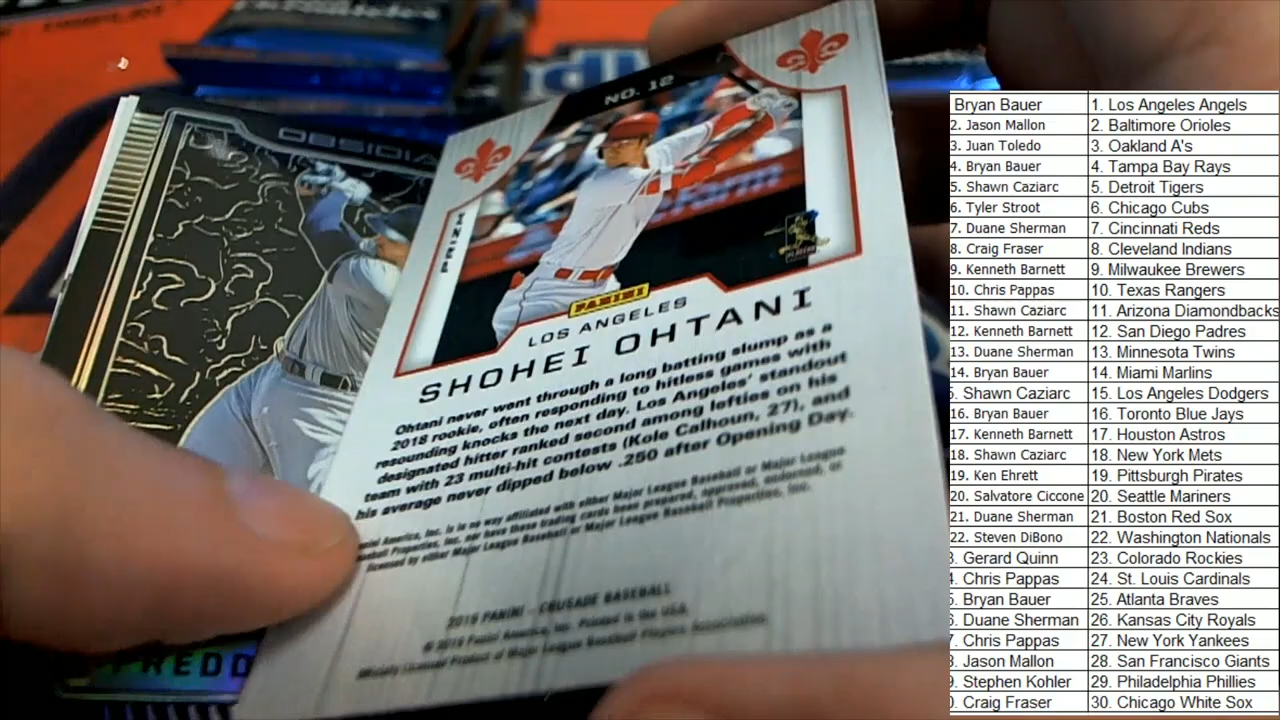 OBSIDIA
NO. 12
INFRA
PANINI
LOS ANGELES
SHOHEI OHTANI
Ohtani never went through a long batting slump as a
2018 rookie, often responding to hitless games with
resounding knocks the next day. Los Angeles' standout
designated hitter ranked second among lefties on his
team with 23 multi-hit contests (Kole Calhoun, 27), and
his average never dipped below .250 after Opening Day.
America, Inc. is in no way affiliated with either Major League Baseball or Major League
Baseball Properties, Inc. nor have these trading cards been prepared, approved, endorsed, or
licensed by either Major League Baseball or Major League Baseball Properties, Inc.
2019 PANINI - CRUSADE BASEBALL
© 2019 Panini America, Inc. Printed in the USA.
Officially Licensed Product of Major League Baseball Players Association.
FREDD
Bryan Bauer 1. Los Angeles Angels
2. Jason Mallon 2. Baltimore Orioles
3. Juan Toledo 3. Oakland A's
4. Bryan Bauer 4. Tampa Bay Rays
5. Shawn Caziarc 5. Detroit Tigers
6. Tyler Stroot 6. Chicago Cubs
7. Duane Sherman 7. Cincinnati Reds
8. Craig Fraser 8. Cleveland Indians
9. Kenneth Barnett 9. Milwaukee Brewers
10. Chris Pappas 10. Texas Rangers
11. Shawn Caziarc 11. Arizona Diamondbacks
12. Kenneth Barnett 12. San Diego Padres
13. Duane Sherman 13. Minnesota Twins
14. Bryan Bauer 14. Miami Marlins
5. Shawn Caziarc 15. Los Angeles Dodgers
16. Bryan Bauer 16. Toronto Blue Jays
17. Kenneth Barnett 17. Houston Astros
18. Shawn Caziarc 18. New York Mets
19. Ken Ehrett 19. Pittsburgh Pirates
20. Salvatore Ciccone 20. Seattle Mariners
21. Duane Sherman 21. Boston Red Sox
22. Steven DiBono 22. Washington Nationals
3. Gerard Quinn 23. Colorado Rockies
4. Chris Pappas 24. St. Louis Cardinals
5. Bryan Bauer 25. Atlanta Braves
6. Duane Sherman 26. Kansas City Royals
7. Chris Pappas 27. New York Yankees
8. Jason Mallon 28. San Francisco Giants
9. Stephen Kohler 29. Philadelphia Phillies
0. Craig Fraser 30. Chicago White Sox